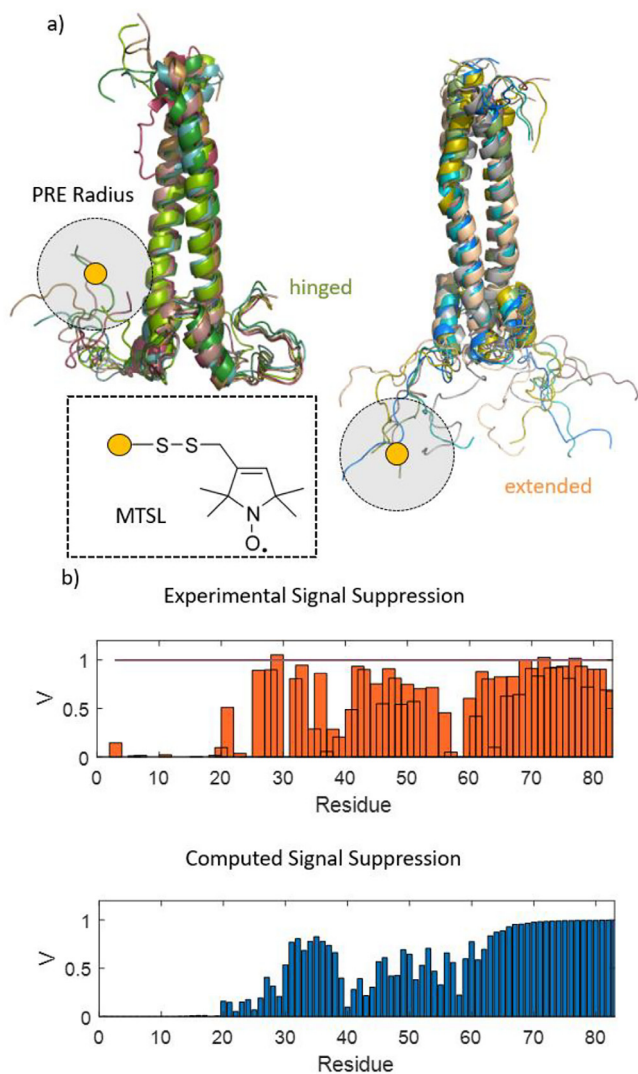 a)
PRE Radius
hinged
extended
S–S
MTSL
N
O•
b)
Experimental Signal Suppression
V
1
0.5
0
0 10 20 30 40 50 60 70 80
Residue
Computed Signal Suppression
V
1
0.5
0
0 10 20 30 40 50 60 70 80
Residue